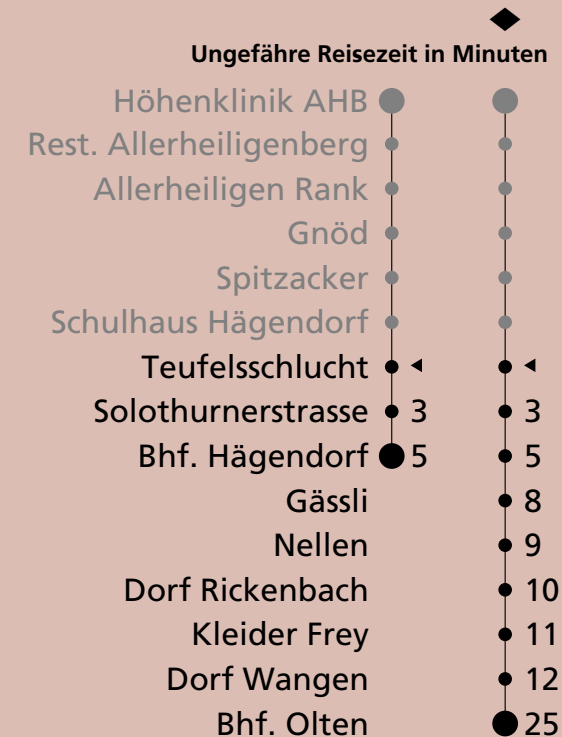 Ungefähre Reisezeit in Minuten
Höhenklinik AHB
Rest. Allerheiligenberg
Allerheiligen Rank
Gnöd
Spitzacker
Schulhaus Hägendorf
Teufelsschlucht
Solothurnerstrasse 3 3
Bhf. Hägendorf 5 5
Gässli 8
Nellen 9
Dorf Rickenbach 10
Kleider Frey 11
Dorf Wangen 12
Bhf. Olten 25